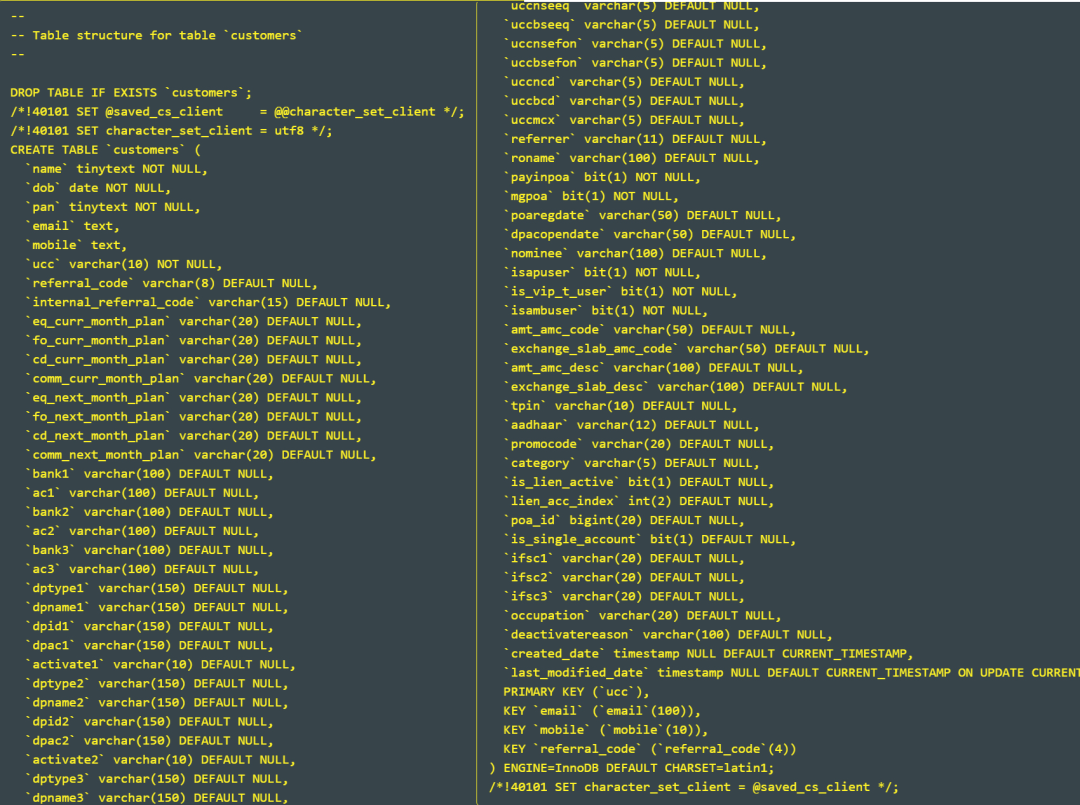 --
-- Table structure for table `customers`
--
DROP TABLE IF EXISTS `customers`;
/*!40101 SET @saved_cs_client     = @@character_set_client */;
/*!40101 SET character_set_client = utf8 */;
CREATE TABLE `customers` (
  `name` tinytext NOT NULL,
  `dob` date NOT NULL,
  `pan` tinytext NOT NULL,
  `email` text,
  `mobile` text,
  `ucc` varchar(10) NOT NULL,
  `referral_code` varchar(8) DEFAULT NULL,
  `internal_referral_code` varchar(15) DEFAULT NULL,
  `eq_curr_month_plan` varchar(20) DEFAULT NULL,
  `fo_curr_month_plan` varchar(20) DEFAULT NULL,
  `cd_curr_month_plan` varchar(20) DEFAULT NULL,
  `comm_curr_month_plan` varchar(20) DEFAULT NULL,
  `eq_next_month_plan` varchar(20) DEFAULT NULL,
  `fo_next_month_plan` varchar(20) DEFAULT NULL,
  `cd_next_month_plan` varchar(20) DEFAULT NULL,
  `comm_next_month_plan` varchar(20) DEFAULT NULL,
  `bank1` varchar(100) DEFAULT NULL,
  `ac1` varchar(100) DEFAULT NULL,
  `bank2` varchar(100) DEFAULT NULL,
  `ac2` varchar(100) DEFAULT NULL,
  `bank3` varchar(100) DEFAULT NULL,
  `ac3` varchar(100) DEFAULT NULL,
  `dptype1` varchar(150) DEFAULT NULL,
  `dpname1` varchar(150) DEFAULT NULL,
  `dpid1` varchar(150) DEFAULT NULL,
  `dpac1` varchar(150) DEFAULT NULL,
  `activate1` varchar(10) DEFAULT NULL,
  `dptype2` varchar(150) DEFAULT NULL,
  `dpname2` varchar(150) DEFAULT NULL,
  `dpid2` varchar(150) DEFAULT NULL,
  `dpac2` varchar(150) DEFAULT NULL,
  `activate2` varchar(10) DEFAULT NULL,
  `dptype3` varchar(150) DEFAULT NULL,
  `dpname3` varchar(150) DEFAULT NULL,
  `uccnseeq` varchar(5) DEFAULT NULL,
  `uccbseeq` varchar(5) DEFAULT NULL,
  `uccnsefon` varchar(5) DEFAULT NULL,
  `uccbsefon` varchar(5) DEFAULT NULL,
  `uccncd` varchar(5) DEFAULT NULL,
  `uccbcd` varchar(5) DEFAULT NULL,
  `uccmcx` varchar(5) DEFAULT NULL,
  `referrer` varchar(11) DEFAULT NULL,
  `roname` varchar(100) DEFAULT NULL,
  `payinpoa` bit(1) NOT NULL,
  `mgpoa` bit(1) NOT NULL,
  `poaregdate` varchar(50) DEFAULT NULL,
  `dpacopendate` varchar(50) DEFAULT NULL,
  `nominee` varchar(100) DEFAULT NULL,
  `isapuser` bit(1) NOT NULL,
  `is_vip_t_user` bit(1) NOT NULL,
  `isambuser` bit(1) NOT NULL,
  `amt_amc_code` varchar(50) DEFAULT NULL,
  `exchange_slab_amc_code` varchar(50) DEFAULT NULL,
  `amt_amc_desc` varchar(100) DEFAULT NULL,
  `exchange_slab_desc` varchar(100) DEFAULT NULL,
  `tpin` varchar(10) DEFAULT NULL,
  `aadhaar` varchar(12) DEFAULT NULL,
  `promocode` varchar(20) DEFAULT NULL,
  `category` varchar(5) DEFAULT NULL,
  `is_lien_active` bit(1) DEFAULT NULL,
  `lien_acc_index` int(2) DEFAULT NULL,
  `poa_id` bigint(20) DEFAULT NULL,
  `is_single_account` bit(1) DEFAULT NULL,
  `ifsc1` varchar(20) DEFAULT NULL,
  `ifsc2` varchar(20) DEFAULT NULL,
  `ifsc3` varchar(20) DEFAULT NULL,
  `occupation` varchar(20) DEFAULT NULL,
  `deactivatereason` varchar(100) DEFAULT NULL,
  `created_date` timestamp NULL DEFAULT CURRENT_TIMESTAMP,
  `last_modified_date` timestamp NULL DEFAULT CURRENT_TIMESTAMP ON UPDATE CURRENT
  PRIMARY KEY (`ucc`),
  KEY `email` (`email`(100)),
  KEY `mobile` (`mobile`(10)),
  KEY `referral_code` (`referral_code`(4))
) ENGINE=InnoDB DEFAULT CHARSET=latin1;
/*!40101 SET character_set_client = @saved_cs_client */;